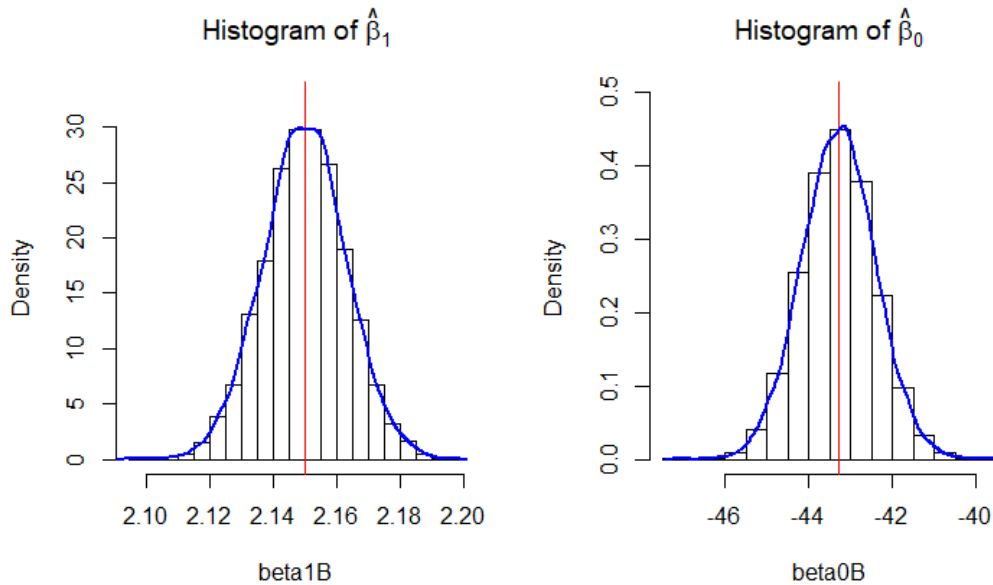 Histogram of β̂₁
Density
0 5 10 15 20 25 30
2.10 2.12 2.14 2.16 2.18 2.20
beta1B
Histogram of β̂₀
Density
0.0 0.1 0.2 0.3 0.4 0.5
-46 -44 -42 -40
beta0B